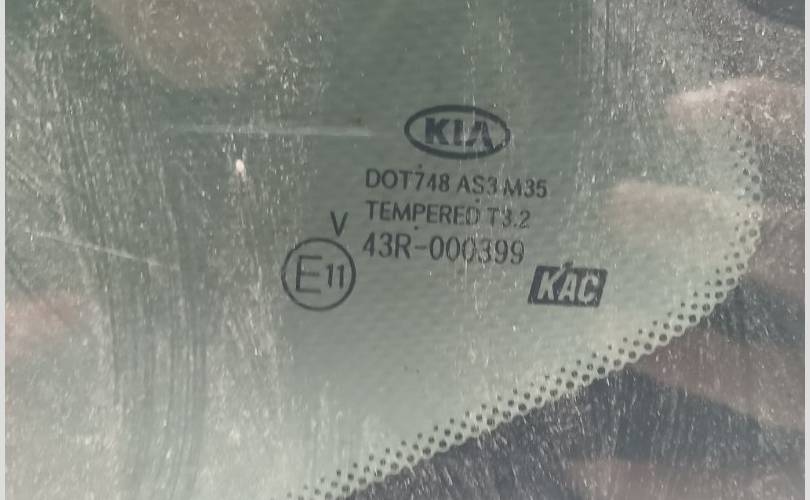 KIA
DOT748 AS3 M35
TEMPERED T3.2
V
43R-000399
E11
KAC